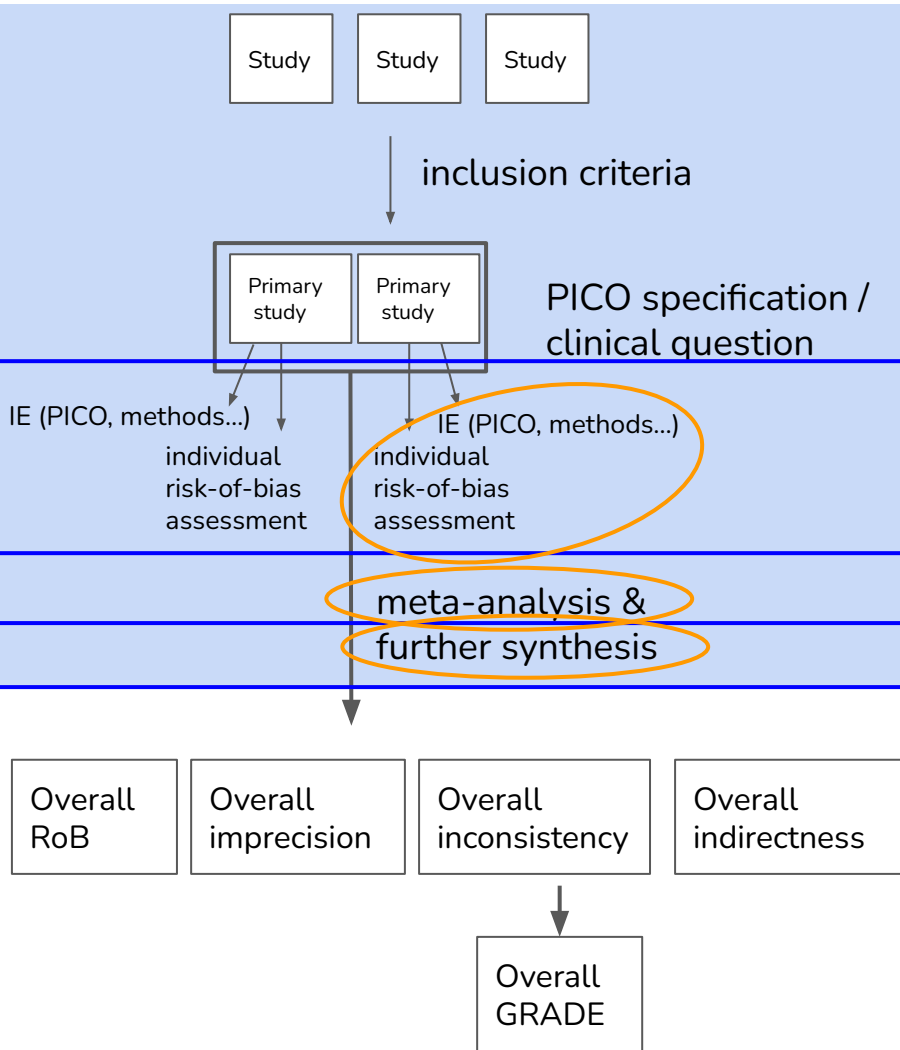 Study
Study
Study
inclusion criteria
Primary
study
Primary
study
PICO specification /
clinical question
IE (PICO, methods...)
individual
risk-of-bias
assessment
IE (PICO, methods...)
individual
risk-of-bias
assessment
meta-analysis &
further synthesis
Overall
RoB
Overall
imprecision
Overall
inconsistency
Overall
indirectness
Overall
GRADE